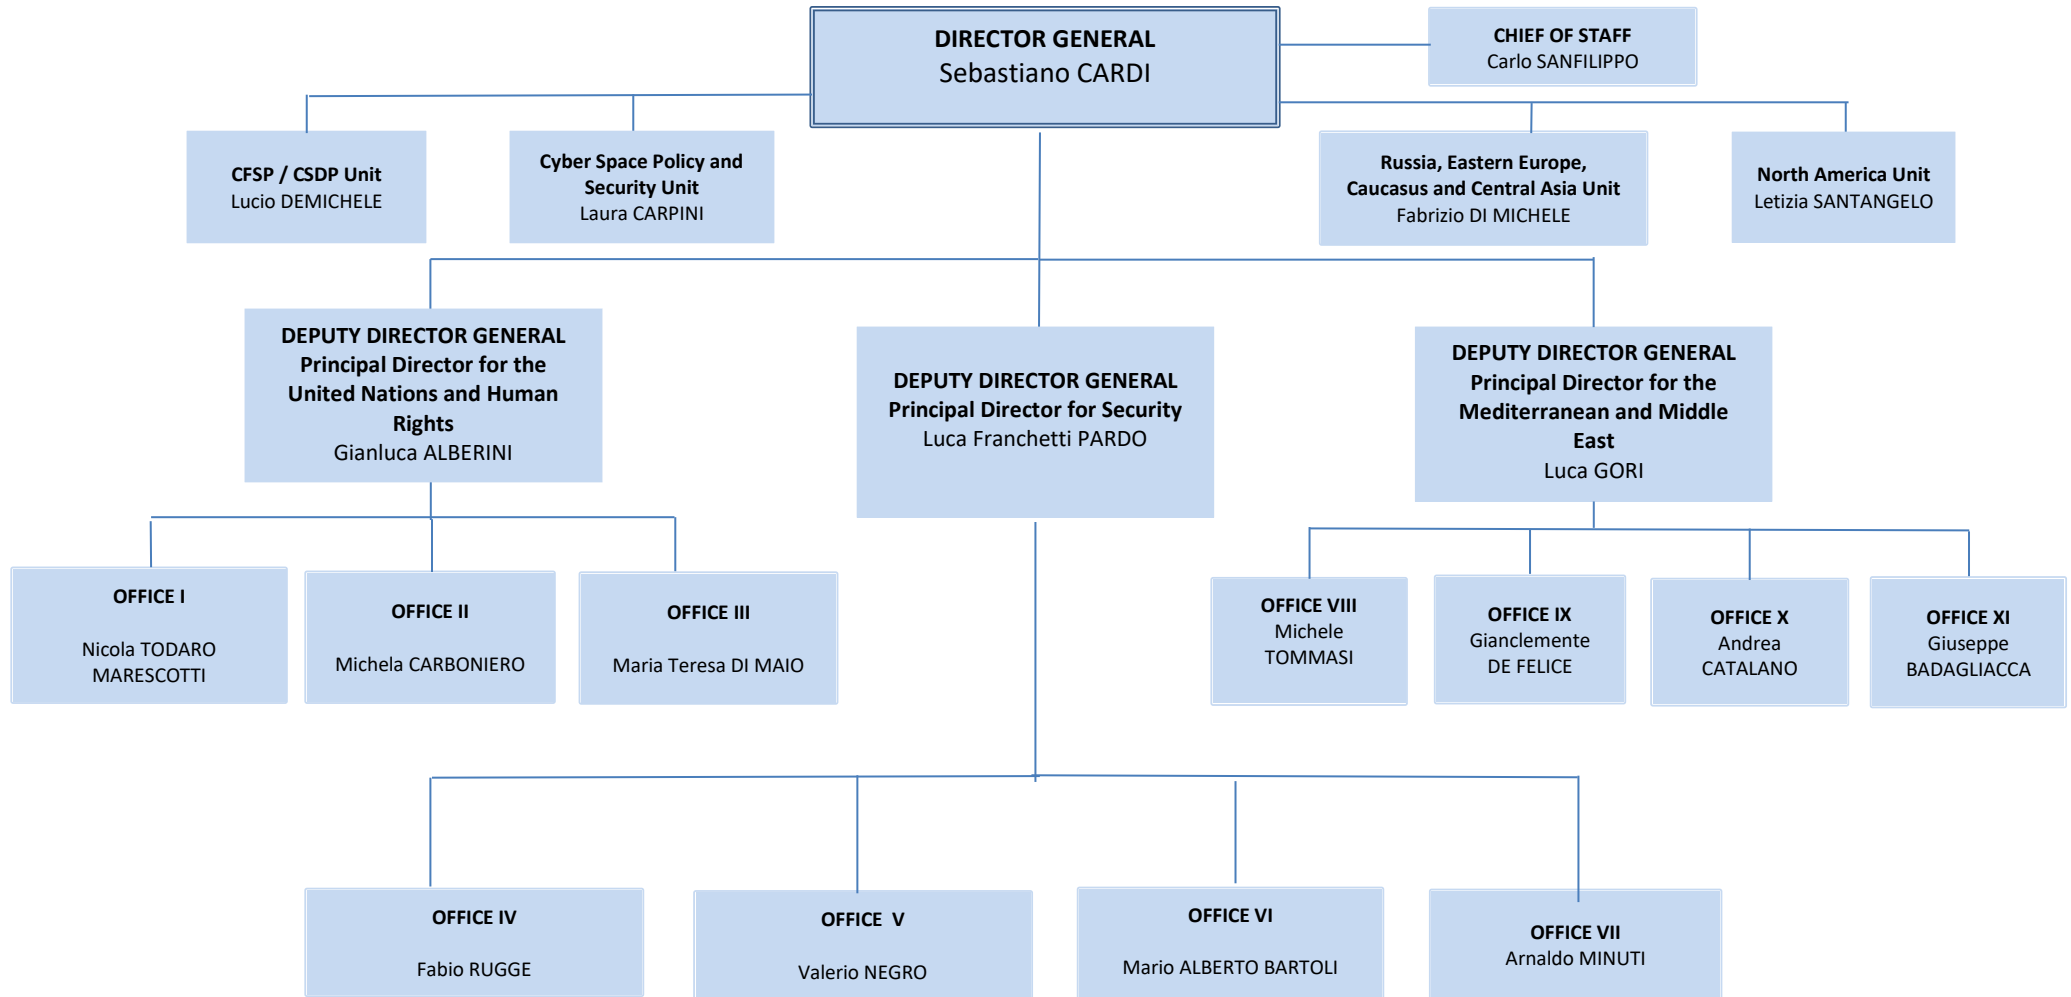 DIRECTOR GENERAL
Sebastiano CARDI
CHIEF OF STAFF
Carlo SANFILIPPO
CFSP / CSDP Unit
Lucio DEMICHELE
Cyber Space Policy and
Security Unit
Laura CARPINI
Russia, Eastern Europe,
Caucasus and Central Asia Unit
Fabrizio DI MICHELE
North America Unit
Letizia SANTANGELO
DEPUTY DIRECTOR GENERAL
Principal Director for the
United Nations and Human
Rights
Gianluca ALBERINI
DEPUTY DIRECTOR GENERAL
Principal Director for Security
Luca Franchetti PARDO
DEPUTY DIRECTOR GENERAL
Principal Director for the
Mediterranean and Middle
East
Luca GORI
OFFICE I
Nicola TODARO
MARESCOTTI
OFFICE II
Michela CARBONIERO
OFFICE III
Maria Teresa DI MAIO
OFFICE VIII
Michele
TOMMASI
OFFICE IX
Gianclemente
DE FELICE
OFFICE X
Andrea
CATALANO
OFFICE XI
Giuseppe
BADAGLIACCA
OFFICE IV
Fabio RUGGE
OFFICE  V
Valerio NEGRO
OFFICE VI
Mario ALBERTO BARTOLI
OFFICE VII
Arnaldo MINUTI